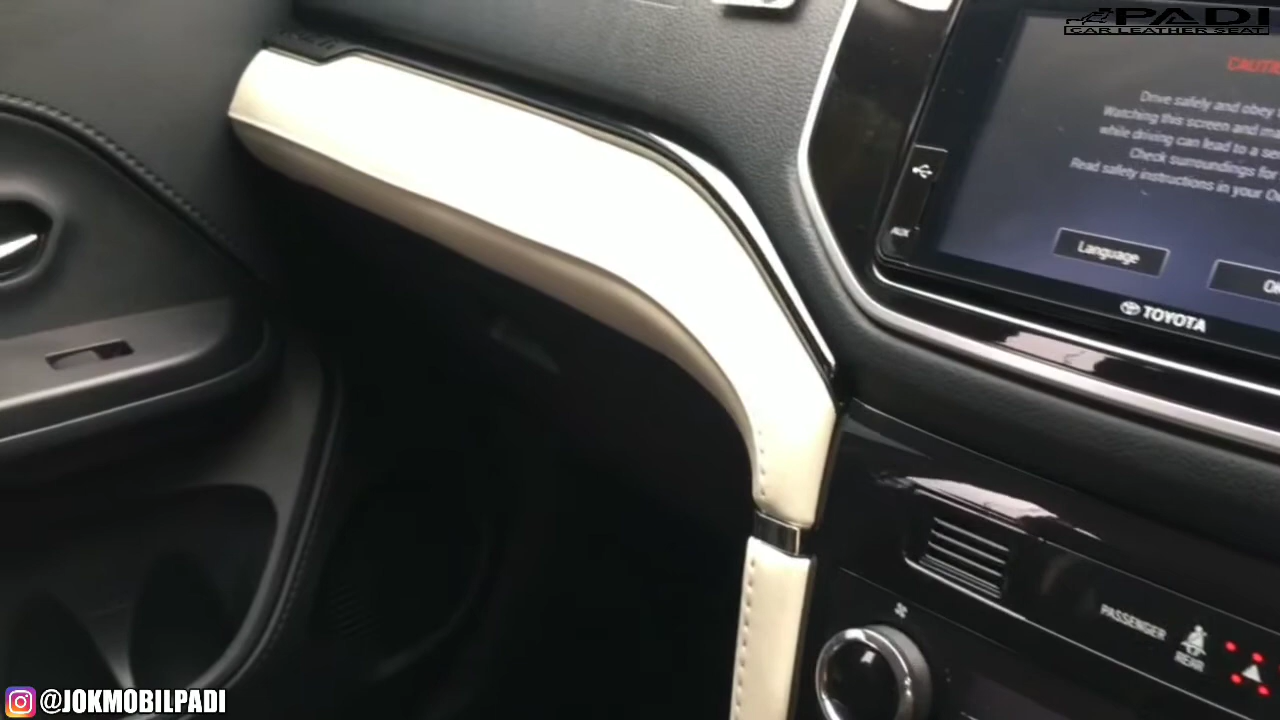 PADI
CAR LEATHER SEAT
CAUTI
Drive safely and obey
Watching this screen and ma
while driving can lead to a se
Check surroundings for
Read safety instructions in your O
AUX
Language
TOYOTA
PASSENGER
REAR
@JOKMOBILPADI